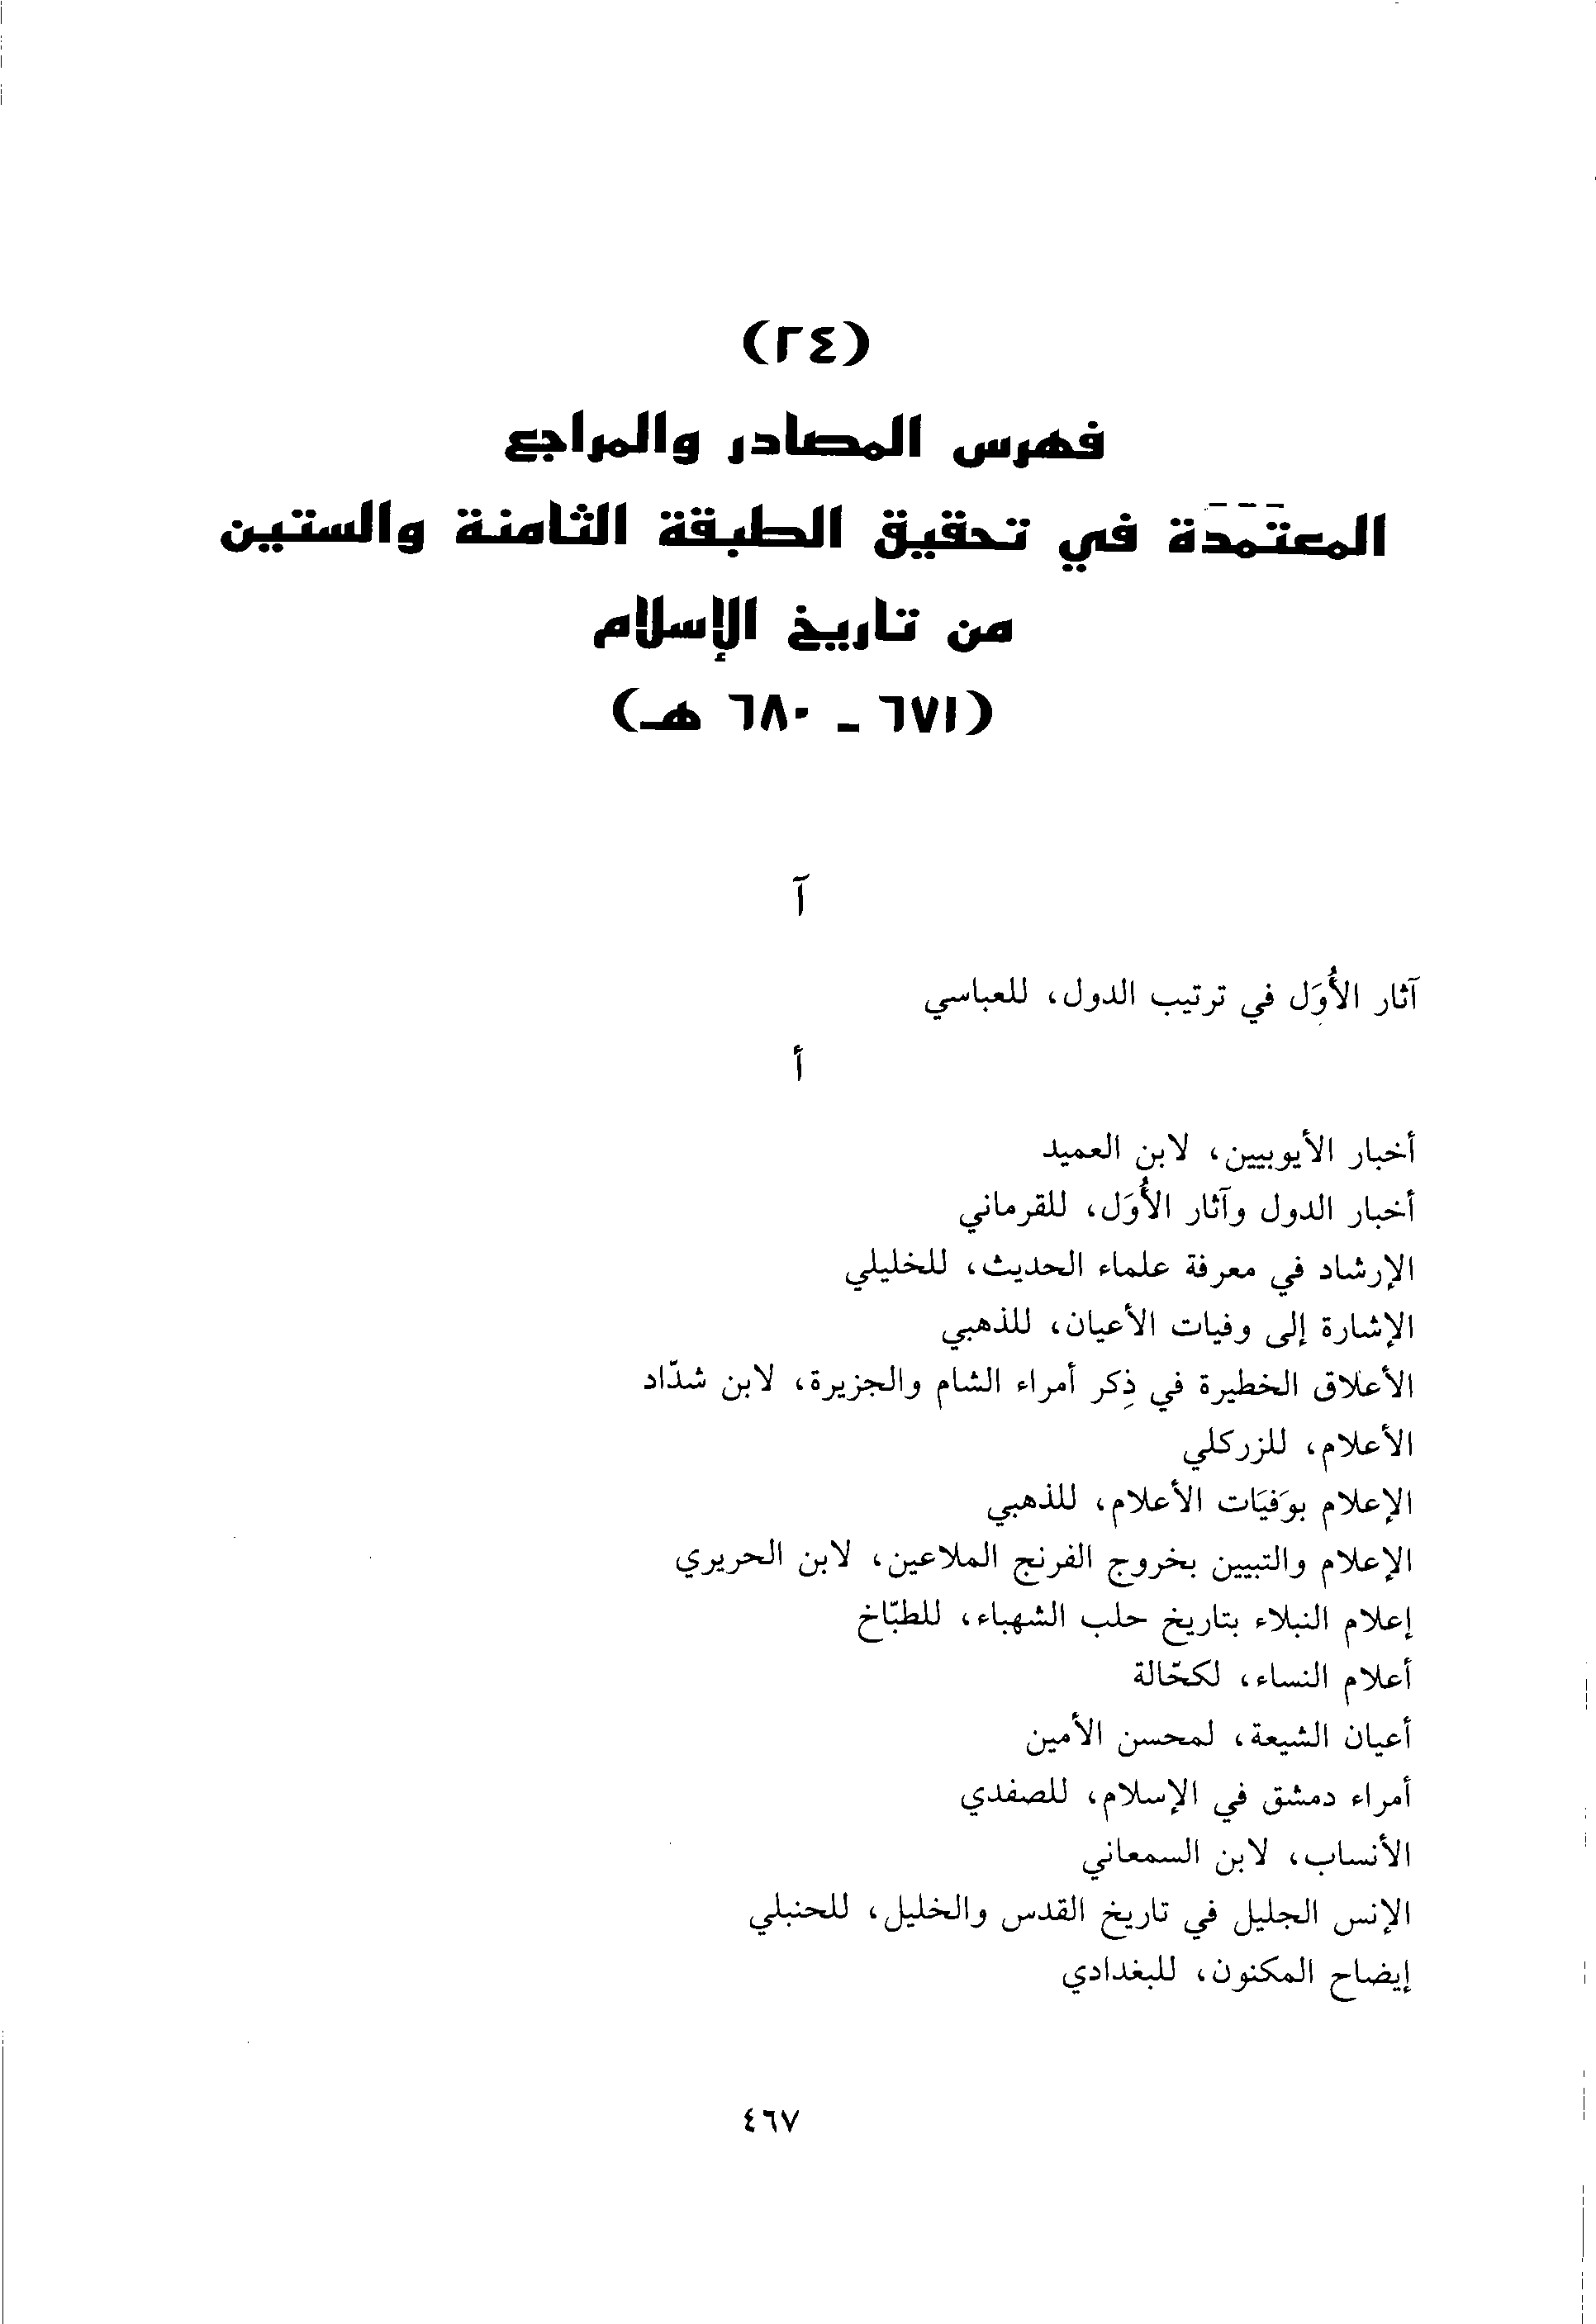 (٢٤)
فهرس المصادر والمراجع
المعتمدة في تحقيق الطبقة الثامنة والستين
من تاريخ الإسلام
(٦٧١ - ٦٨٠ هـ)
آ
آثار الأُوَل في ترتيب الدول، للعباسي
أ
أخبار الأيوبيين، لابن العميد
أخبار الدول وآثار الأُوَل، للقرماني
الإرشاد في معرفة علماء الحديث، للخليلي
الإشارة إلى وفيات الأعيان، للذهبي
الأعلاق الخطيرة في ذِكر أمراء الشام والجزيرة، لابن شدّاد
الأعلام، للزركلي
الإعلام بوَفيَات الأعلام، للذهبي
الإعلام والتبيين بخروج الفرنج الملاعين، لابن الحريري
إعلام النبلاء بتاريخ حلب الشهباء، للطبّاخ
أعلام النساء، لكحّالة
أعيان الشيعة، لمحسن الأمين
أمراء دمشق في الإسلام، للصفدي
الأنساب، لابن السمعاني
الإنس الجليل في تاريخ القدس والخليل، للحنبلي
إيضاح المكنون، للبغدادي
٤٦٧